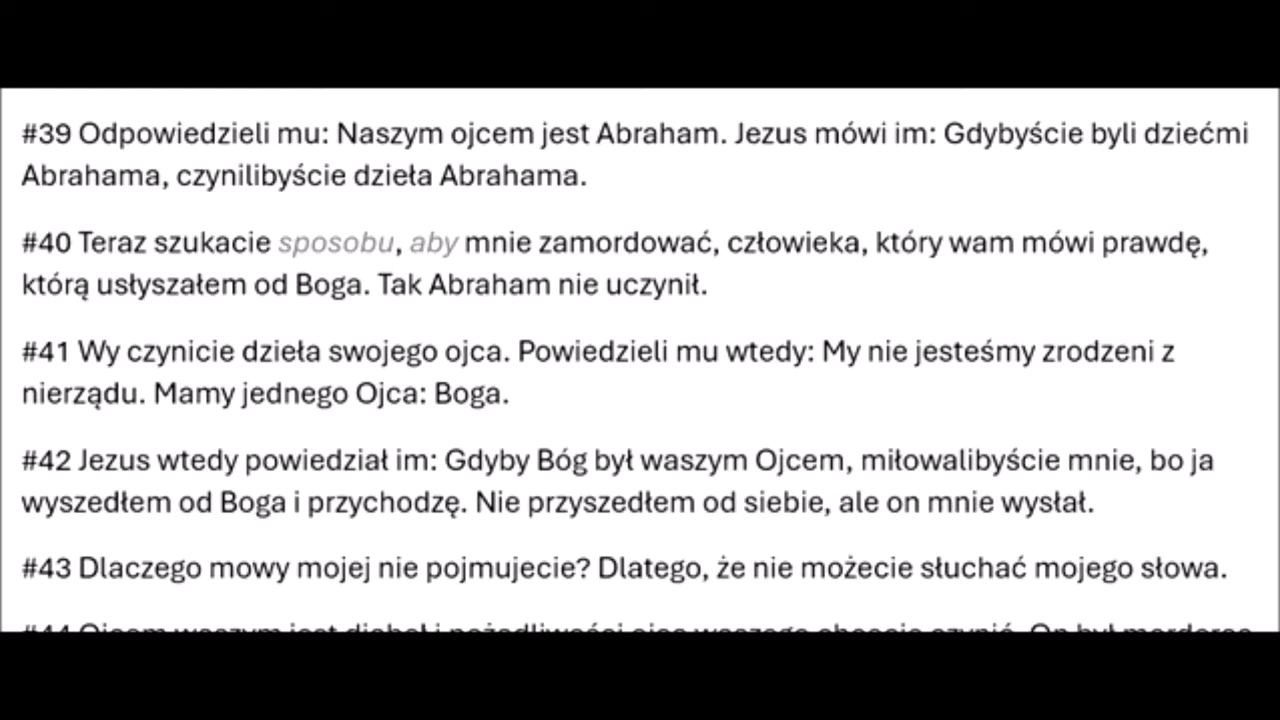 #39 Odpowiedzieli mu: Naszym ojcem jest Abraham. Jezus mówi im: Gdybyście byli dziećmi
Abrahama, czynilibyście dzieła Abrahama.
#40 Teraz szukacie sposobu, aby mnie zamordować, człowieka, który wam mówi prawdę,
którą usłyszałem od Boga. Tak Abraham nie uczynił.
#41 Wy czynicie dzieła swojego ojca. Powiedzieli mu wtedy: My nie jesteśmy zrodzeni z
nierządu. Mamy jednego Ojca: Boga.
#42 Jezus wtedy powiedział im: Gdyby Bóg był waszym Ojcem, miłowalibyście mnie, bo ja
wyszedłem od Boga i przychodzę. Nie przyszedłem od siebie, ale on mnie wysłał.
#43 Dlaczego mowy mojej nie pojmujecie? Dlatego, że nie możecie słuchać mojego słowa.